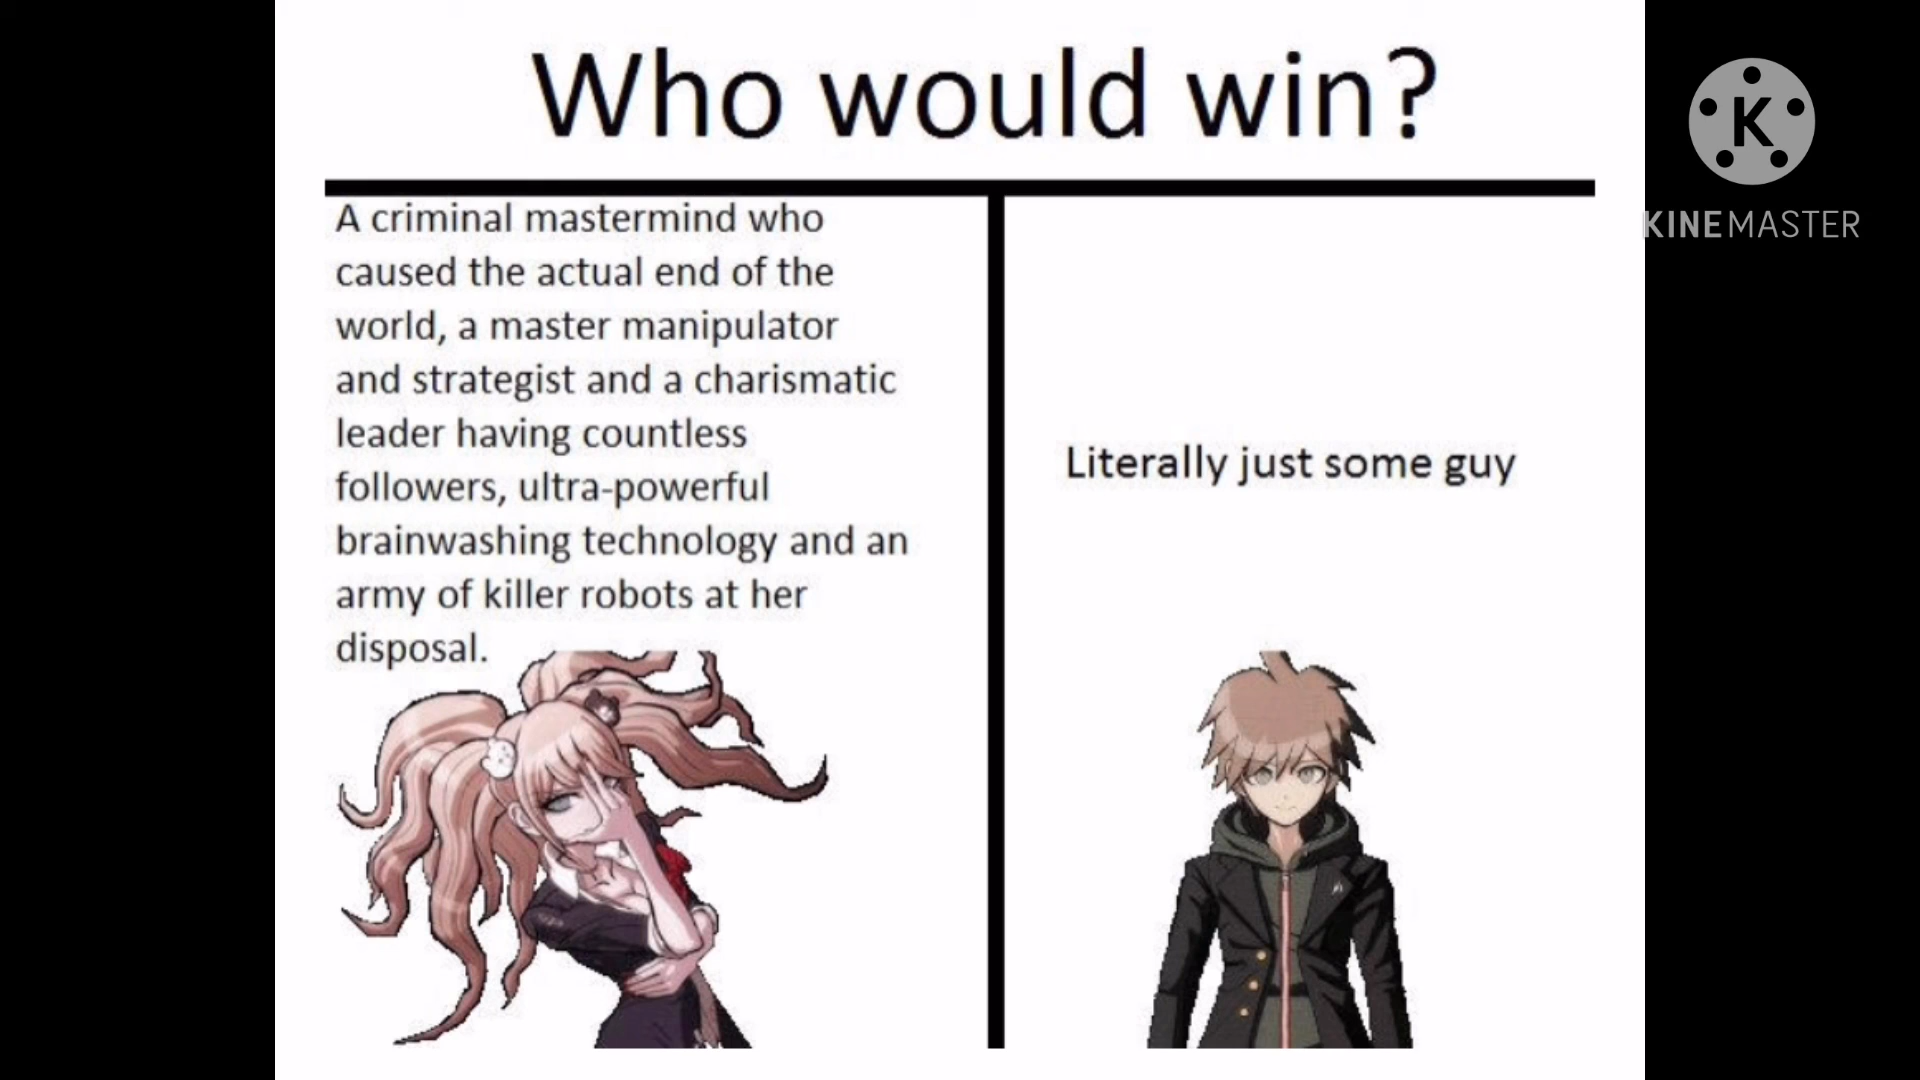 Who would win?
A criminal mastermind who
caused the actual end of the
world, a master manipulator
and strategist and a charismatic
leader having countless
followers, ultra-powerful
brainwashing technology and an
army of killer robots at her
disposal.
Literally just some guy
K
KINEMASTER